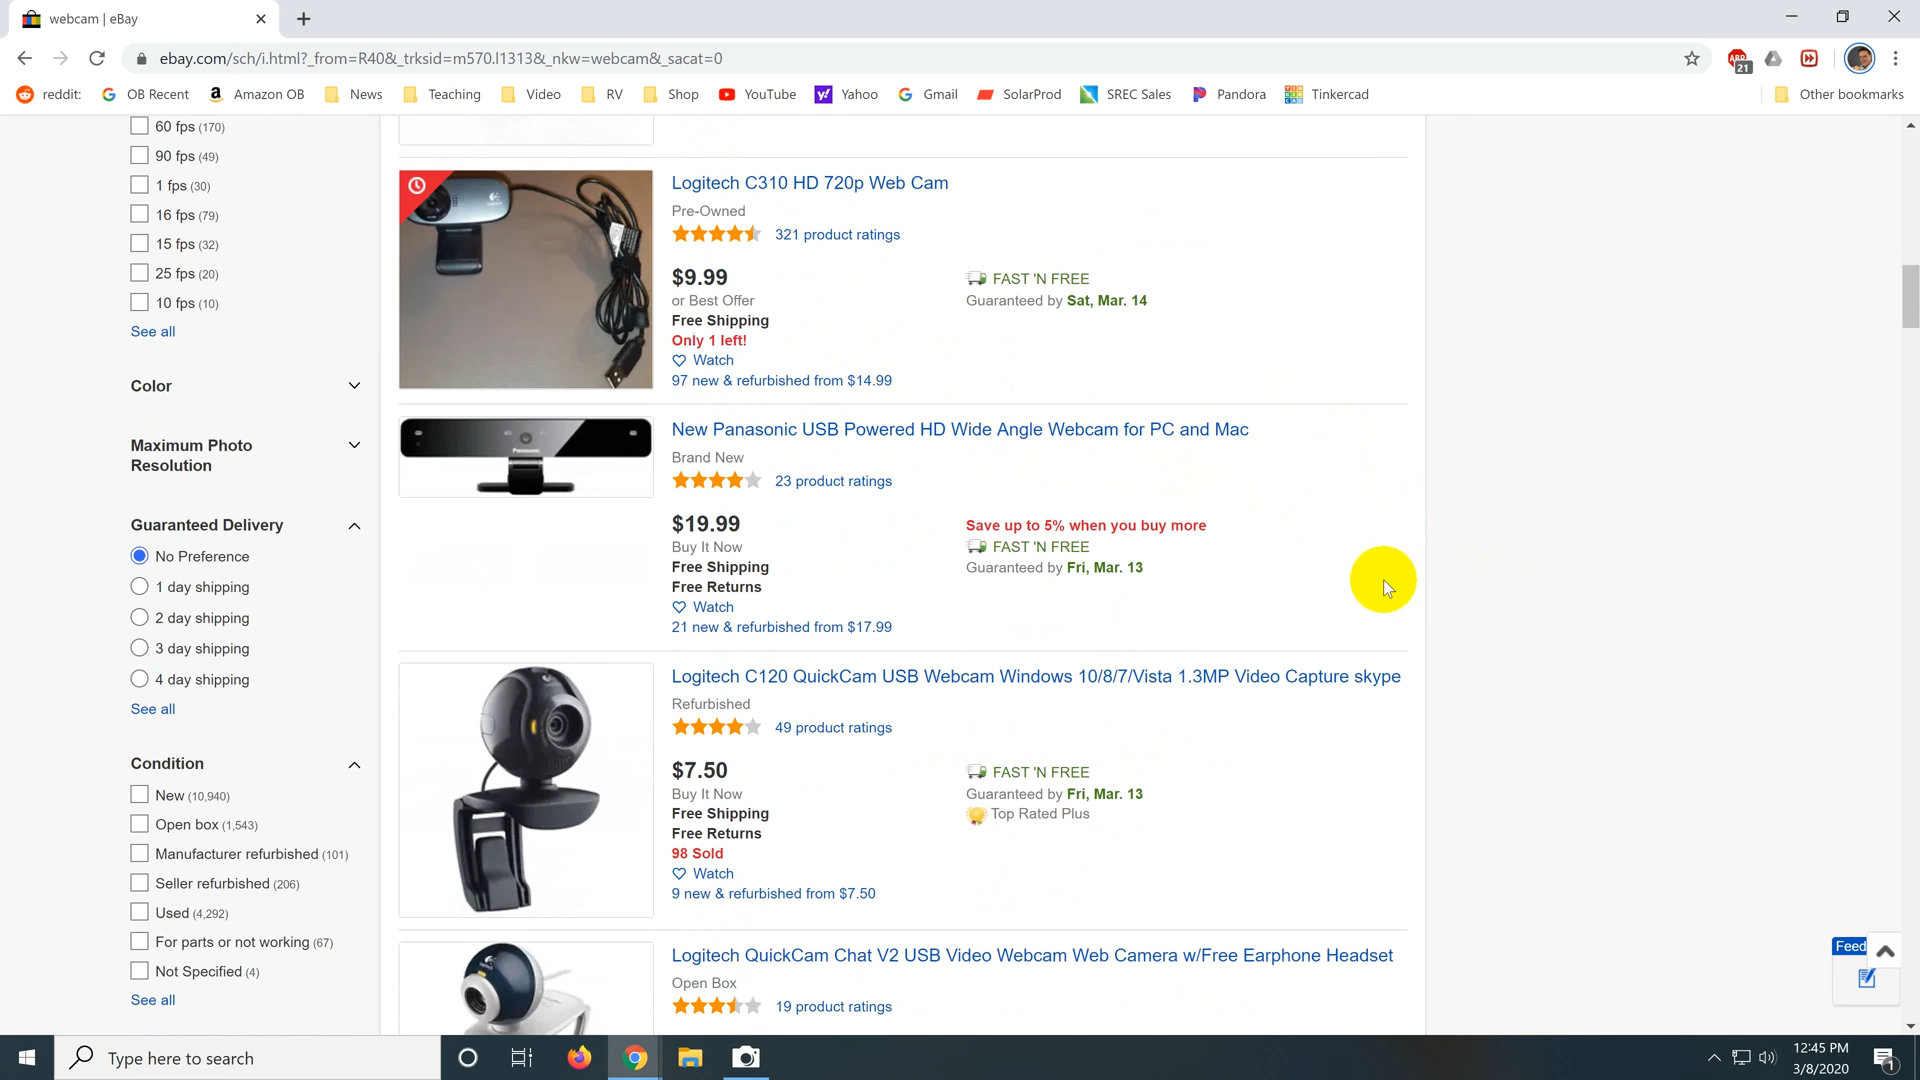 webcam | eBay
ebay.com/sch/i.html?_from=R40&_trksid=m570.l1313&_nkw=webcam&_sacat=0
ABP
21
reddit:
OB Recent
Amazon OB
News
Teaching
Video
RV
Shop
YouTube
Yahoo
Gmail
SolarProd
SREC Sales
Pandora
Tinkercad
Other bookmarks
60 fps (170)
90 fps (49)
1 fps (30)
16 fps (79)
15 fps (32)
25 fps (20)
10 fps (10)
See all
Color
Maximum Photo
Resolution
Guaranteed Delivery
No Preference
1 day shipping
2 day shipping
3 day shipping
4 day shipping
See all
Condition
New (10,940)
Open box (1,543)
Manufacturer refurbished (101)
Seller refurbished (206)
Used (4,292)
For parts or not working (67)
Not Specified (4)
See all
Logitech C310 HD 720p Web Cam
Pre-Owned
321 product ratings
$9.99
or Best Offer
Free Shipping
Only 1 left!
Watch
97 new & refurbished from $14.99
FAST 'N FREE
Guaranteed by Sat, Mar. 14
Panasonic
New Panasonic USB Powered HD Wide Angle Webcam for PC and Mac
Brand New
23 product ratings
$19.99
Buy It Now
Free Shipping
Free Returns
Watch
21 new & refurbished from $17.99
Save up to 5% when you buy more
FAST 'N FREE
Guaranteed by Fri, Mar. 13
Logitech C120 QuickCam USB Webcam Windows 10/8/7/Vista 1.3MP Video Capture skype
Refurbished
49 product ratings
$7.50
Buy It Now
Free Shipping
Free Returns
98 Sold
Watch
9 new & refurbished from $7.50
FAST 'N FREE
Guaranteed by Fri, Mar. 13
Top Rated Plus
Logitech QuickCam Chat V2 USB Video Webcam Web Camera w/Free Earphone Headset
Open Box
19 product ratings
Feed
Type here to search
12:45 PM
3/8/2020
1